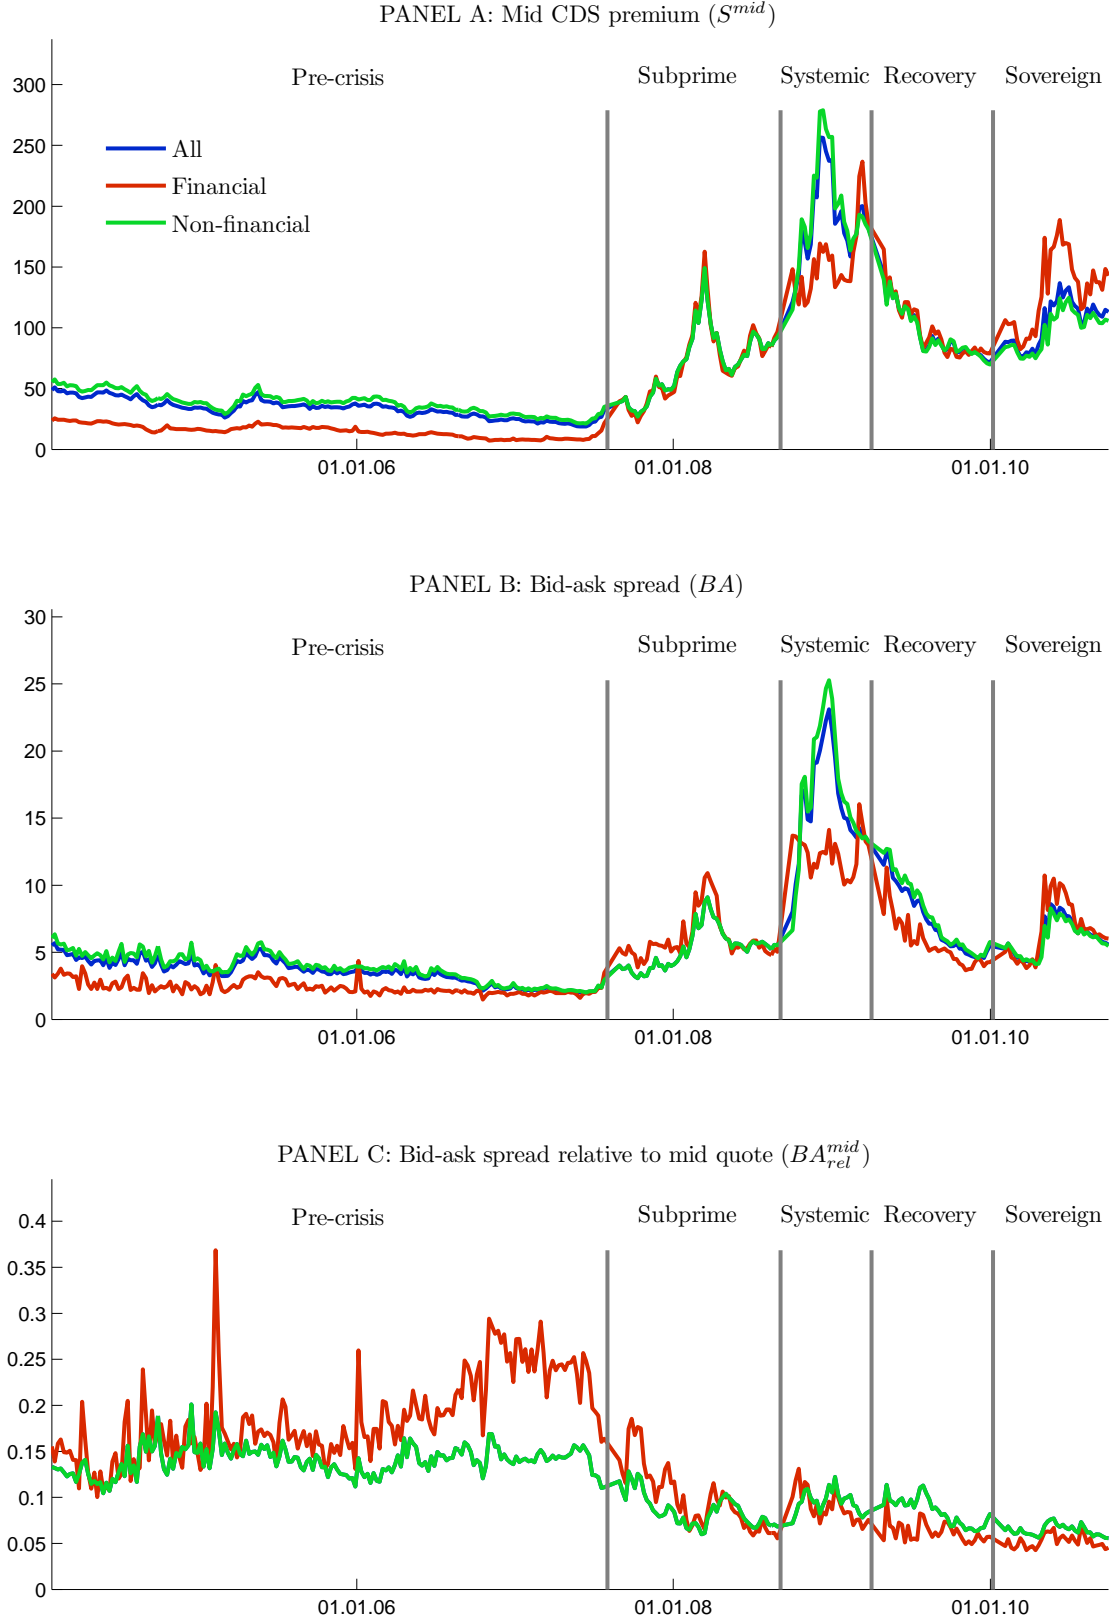 PANEL A: Mid CDS premium (S^mid)
Pre-crisis Subprime Systemic Recovery Sovereign
300
250
200
150
100
50
0
All
Financial
Non-financial
01.01.06 01.01.08 01.01.10
PANEL B: Bid-ask spread (BA)
Pre-crisis Subprime Systemic Recovery Sovereign
30
25
20
15
10
5
0
01.01.06 01.01.08 01.01.10
PANEL C: Bid-ask spread relative to mid quote (BA_rel^mid)
Pre-crisis Subprime Systemic Recovery Sovereign
0.4
0.35
0.3
0.25
0.2
0.15
0.1
0.05
0
01.01.06 01.01.08 01.01.10